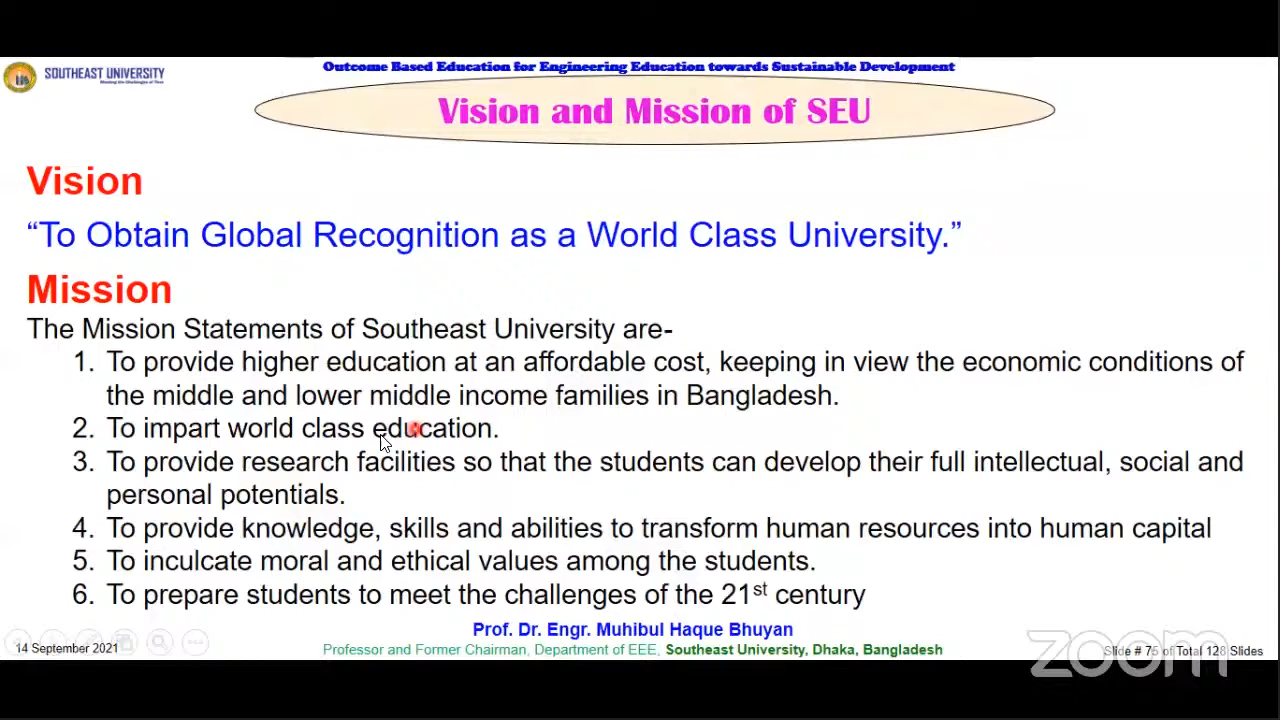 SOUTHEAST UNIVERSITY
Outcome Based Education for Engineering Education towards Sustainable Development
Vision and Mission of SEU
Vision
“To Obtain Global Recognition as a World Class University.”
Mission
The Mission Statements of Southeast University are-
1. To provide higher education at an affordable cost, keeping in view the economic conditions of
the middle and lower middle income families in Bangladesh.
2. To impart world class education.
3. To provide research facilities so that the students can develop their full intellectual, social and
personal potentials.
4. To provide knowledge, skills and abilities to transform human resources into human capital
5. To inculcate moral and ethical values among the students.
6. To prepare students to meet the challenges of the 21st century
Prof. Dr. Engr. Muhibul Haque Bhuyan
14 September 2021
Professor and Former Chairman, Department of EEE, Southeast University, Dhaka, Bangladesh
Slide # 75 of Total 128 Slides
zoom